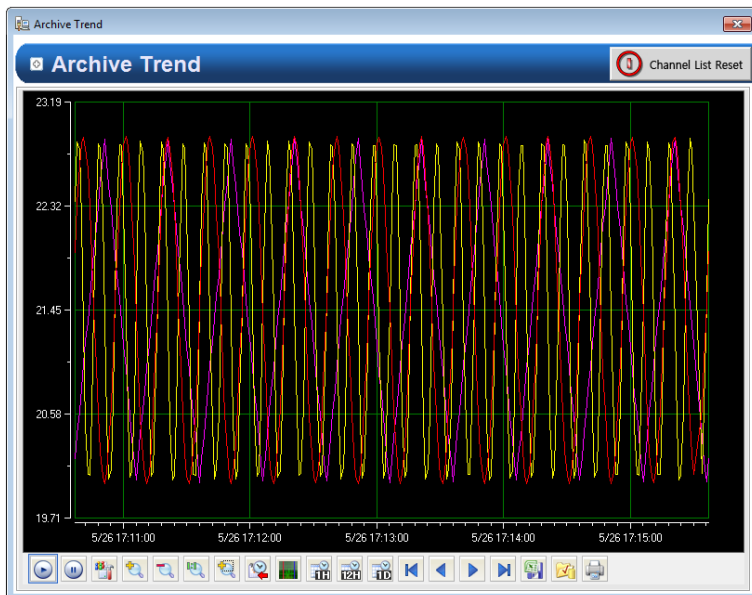 Archive Trend
Archive Trend
Channel List Reset
23.19
22.32
21.45
20.58
19.71
5/26 17:11:00 5/26 17:12:00 5/26 17:13:00 5/26 17:14:00 5/26 17:15:00
1H 12H 1D